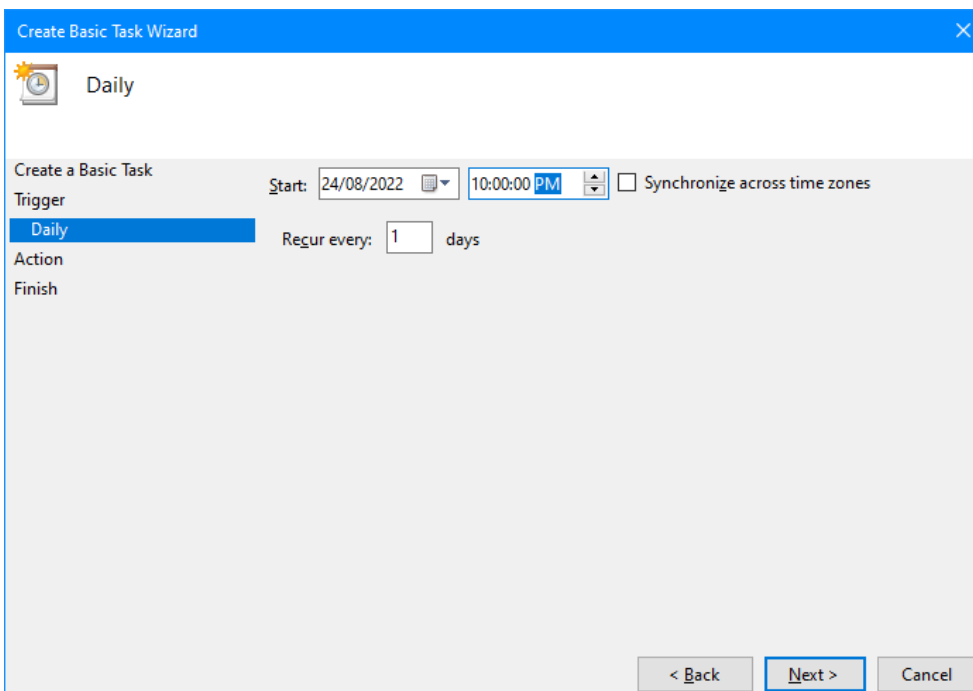 Create Basic Task Wizard
Daily
Create a Basic Task
Trigger
Daily
Action
Finish
Start: 24/08/2022 10:00:00 PM Synchronize across time zones
Recur every: 1 days
< Back Next > Cancel